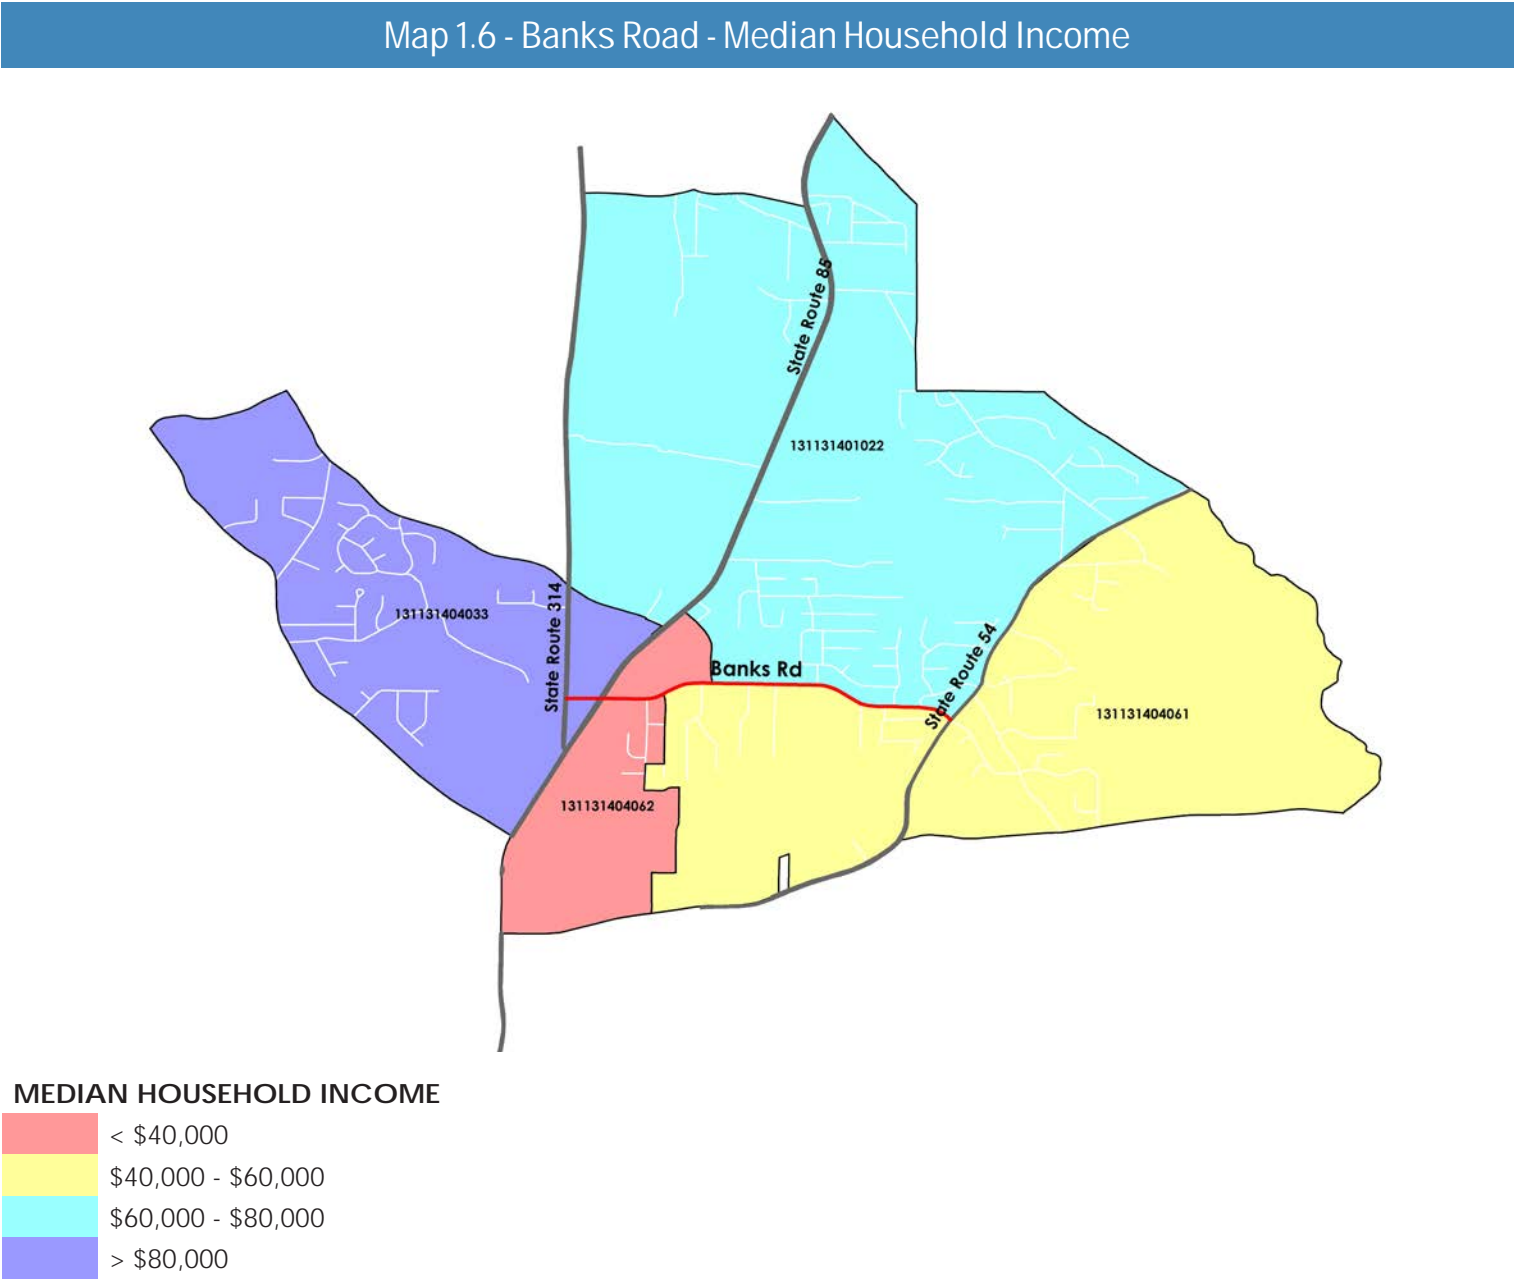 Map 1.6 - Banks Road - Median Household Income
State Route 85
131131401022
131131404033
State Route 314
Banks Rd
State Route 54
131131404061
131131404062
MEDIAN HOUSEHOLD INCOME
< $40,000
$40,000 - $60,000
$60,000 - $80,000
> $80,000